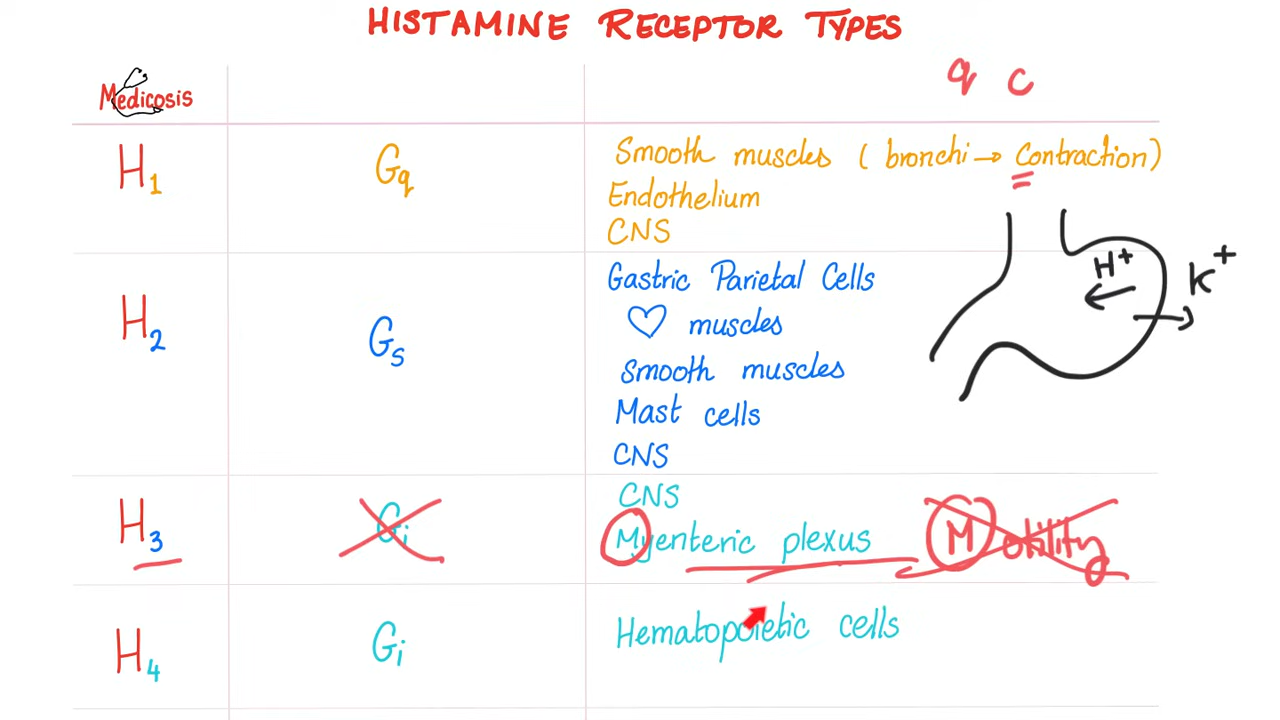 HISTAMINE RECEPTOR TYPES
Medicosis
q c
H1
Gq
Smooth muscles ( bronchi → Contraction)
Endothelium
CNS
H2
Gs
Gastric Parietal Cells
♡ muscles
Smooth muscles
Mast cells
CNS
H+
K+
H3
Gi
CNS
Myenteric plexus
Motility
H4
Gi
Hematopoietic cells